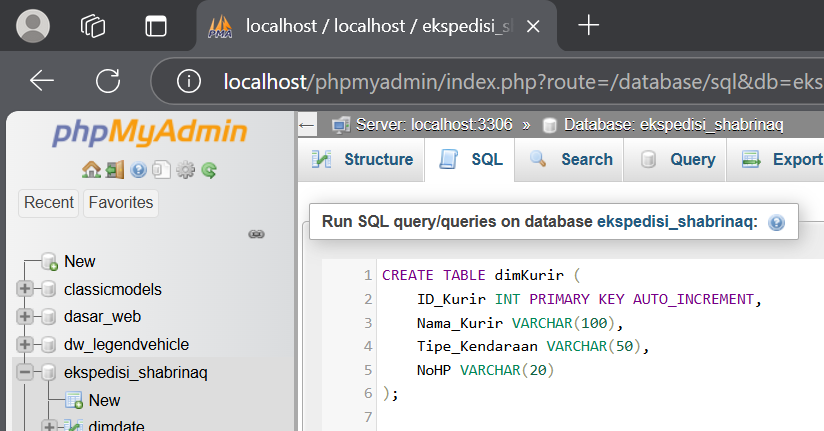 localhost / localhost / ekspedisi_sh
localhost/phpmyadmin/index.php?route=/database/sql&db=eks
phpMyAdmin
Recent Favorites
New
classicmodels
dasar_web
dw_legendvehicle
ekspedisi_shabrinaq
New
dimdate
Server: localhost:3306 » Database: ekspedisi_shabrinaq
Structure SQL Search Query Export
Run SQL query/queries on database ekspedisi_shabrinaq:
1 CREATE TABLE dimKurir (
2 ID_Kurir INT PRIMARY KEY AUTO_INCREMENT,
3 Nama_Kurir VARCHAR(100),
4 Tipe_Kendaraan VARCHAR(50),
5 NoHP VARCHAR(20)
6 );
7